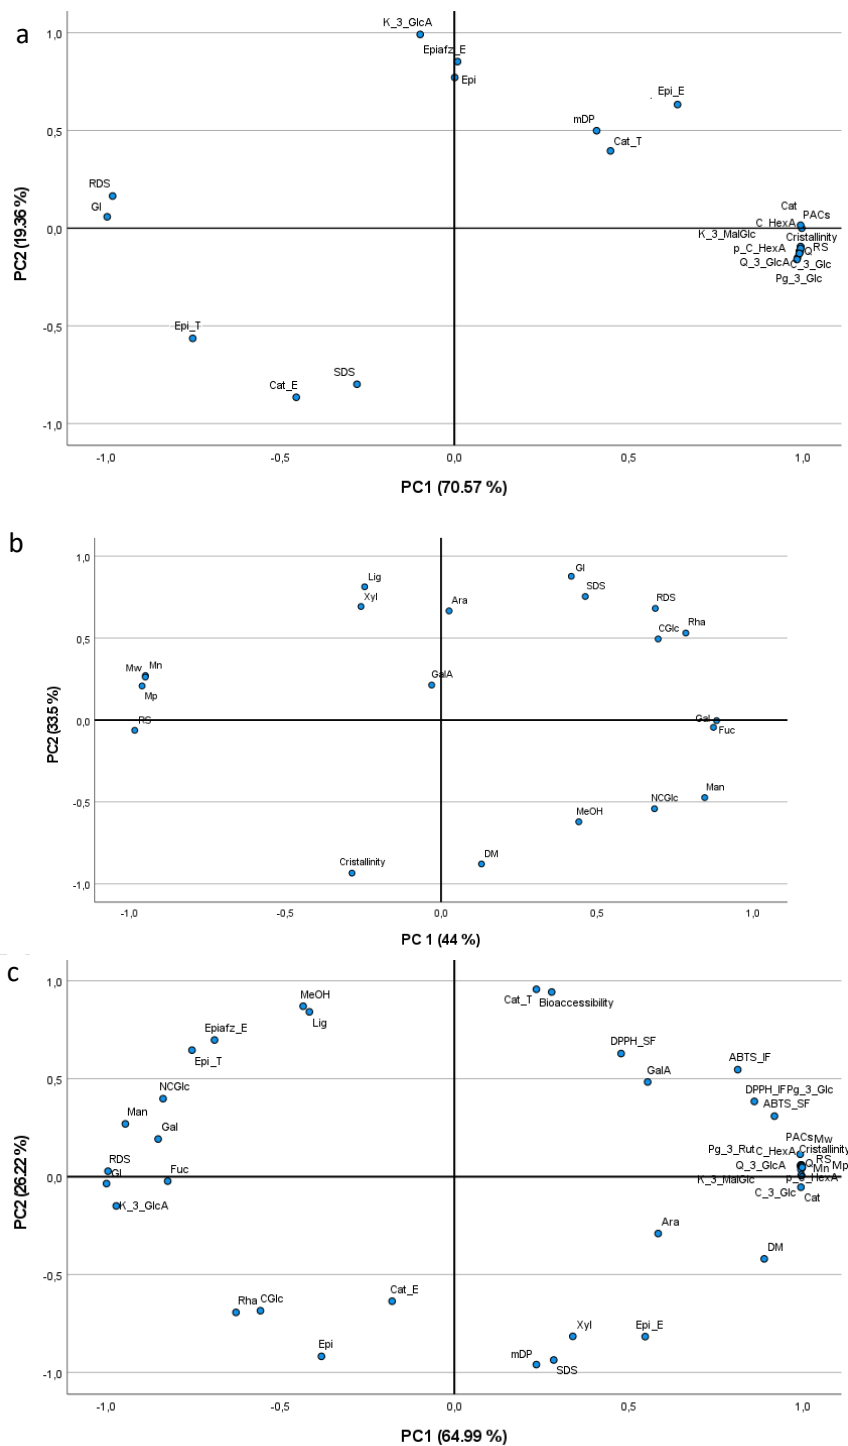 a
K_3_GlcA
1,0
Epiafz_E
Epi
Epi_E
0,5
mDP
Cat_T
RDS
GI
Cat
PACs
C_HexA
0,0
K_3_MalGlc
Cristallinity
p_C_HexA
Q
RS
Q_3_GlcA
C_3_Glc
Pg_3_Glc
PC2 (19.36 %)
-0,5
Epi_T
SDS
Cat_E
-1,0
-1,0 -0,5 0,0 0,5 1,0
PC1 (70.57 %)
b
1,0
GI
Lig
SDS
Xyl
Ara
RDS
Rha
0,5
CGlc
Mw
Mn
GalA
Mp
RS
0,0
Gal
Fuc
PC2 (33.5 %)
Man
NCGlc
-0,5
MeOH
DM
Cristallinity
-1,0
-1,0 -0,5 0,0 0,5 1,0
PC 1 (44 %)
c
1,0
MeOH
Cat_T
Bioaccessibility
Lig
Epiafz_E
DPPH_SF
Epi_T
ABTS_IF
GalA
0,5
NCGlc
DPPH_IF
Pg_3_Glc
Man
ABTS_SF
Gal
PACs
Mw
Pg_3_Rut
C_HexA
Cristallinity
RDS
Q_3_GlcA
Q
RS
GI
Fuc
Mn
Mp
0,0
K_3_MalGlc
p_C_HexA
K_3_GlcA
C_3_Glc
Cat
PC2 (26.22 %)
Ara
DM
-0,5
Rha
CGlc
Cat_E
Xyl
Epi_E
Epi
mDP
SDS
-1,0
-1,0 -0,5 0,0 0,5 1,0
PC1 (64.99 %)